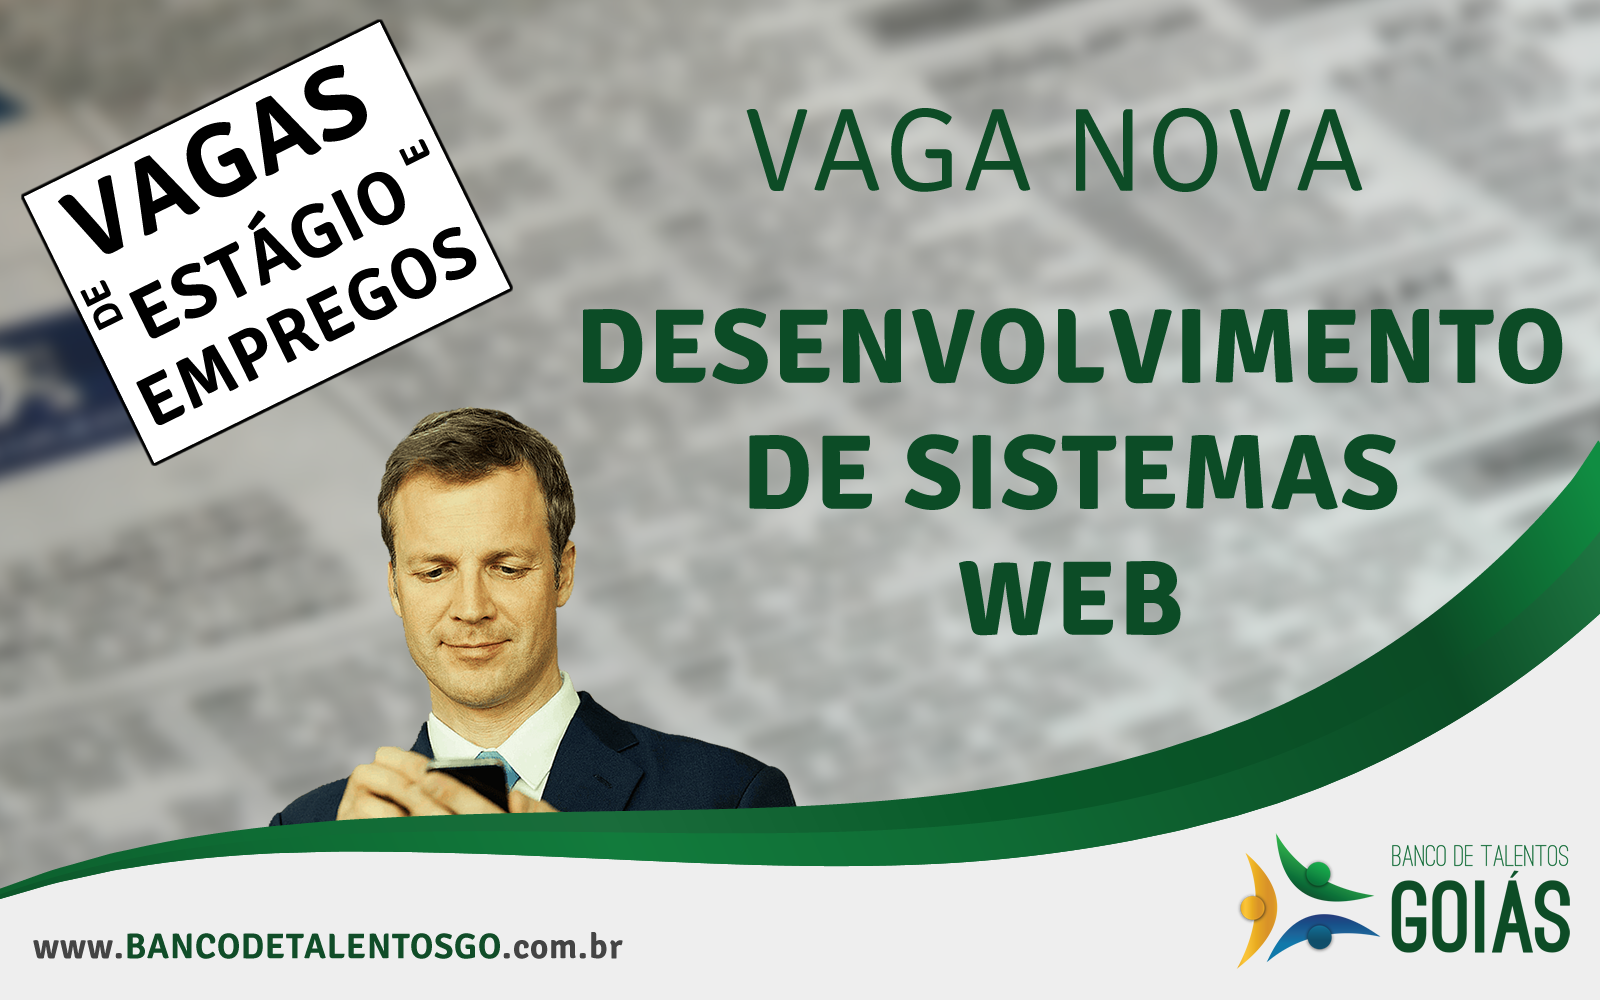 VAGAS
DE ESTÁGIO E
EMPREGOS
VAGA NOVA
DESENVOLVIMENTO
DE SISTEMAS
WEB
www.BANCODETALENTOSGO.com.br
BANCO DE TALENTOS
GOIÁS